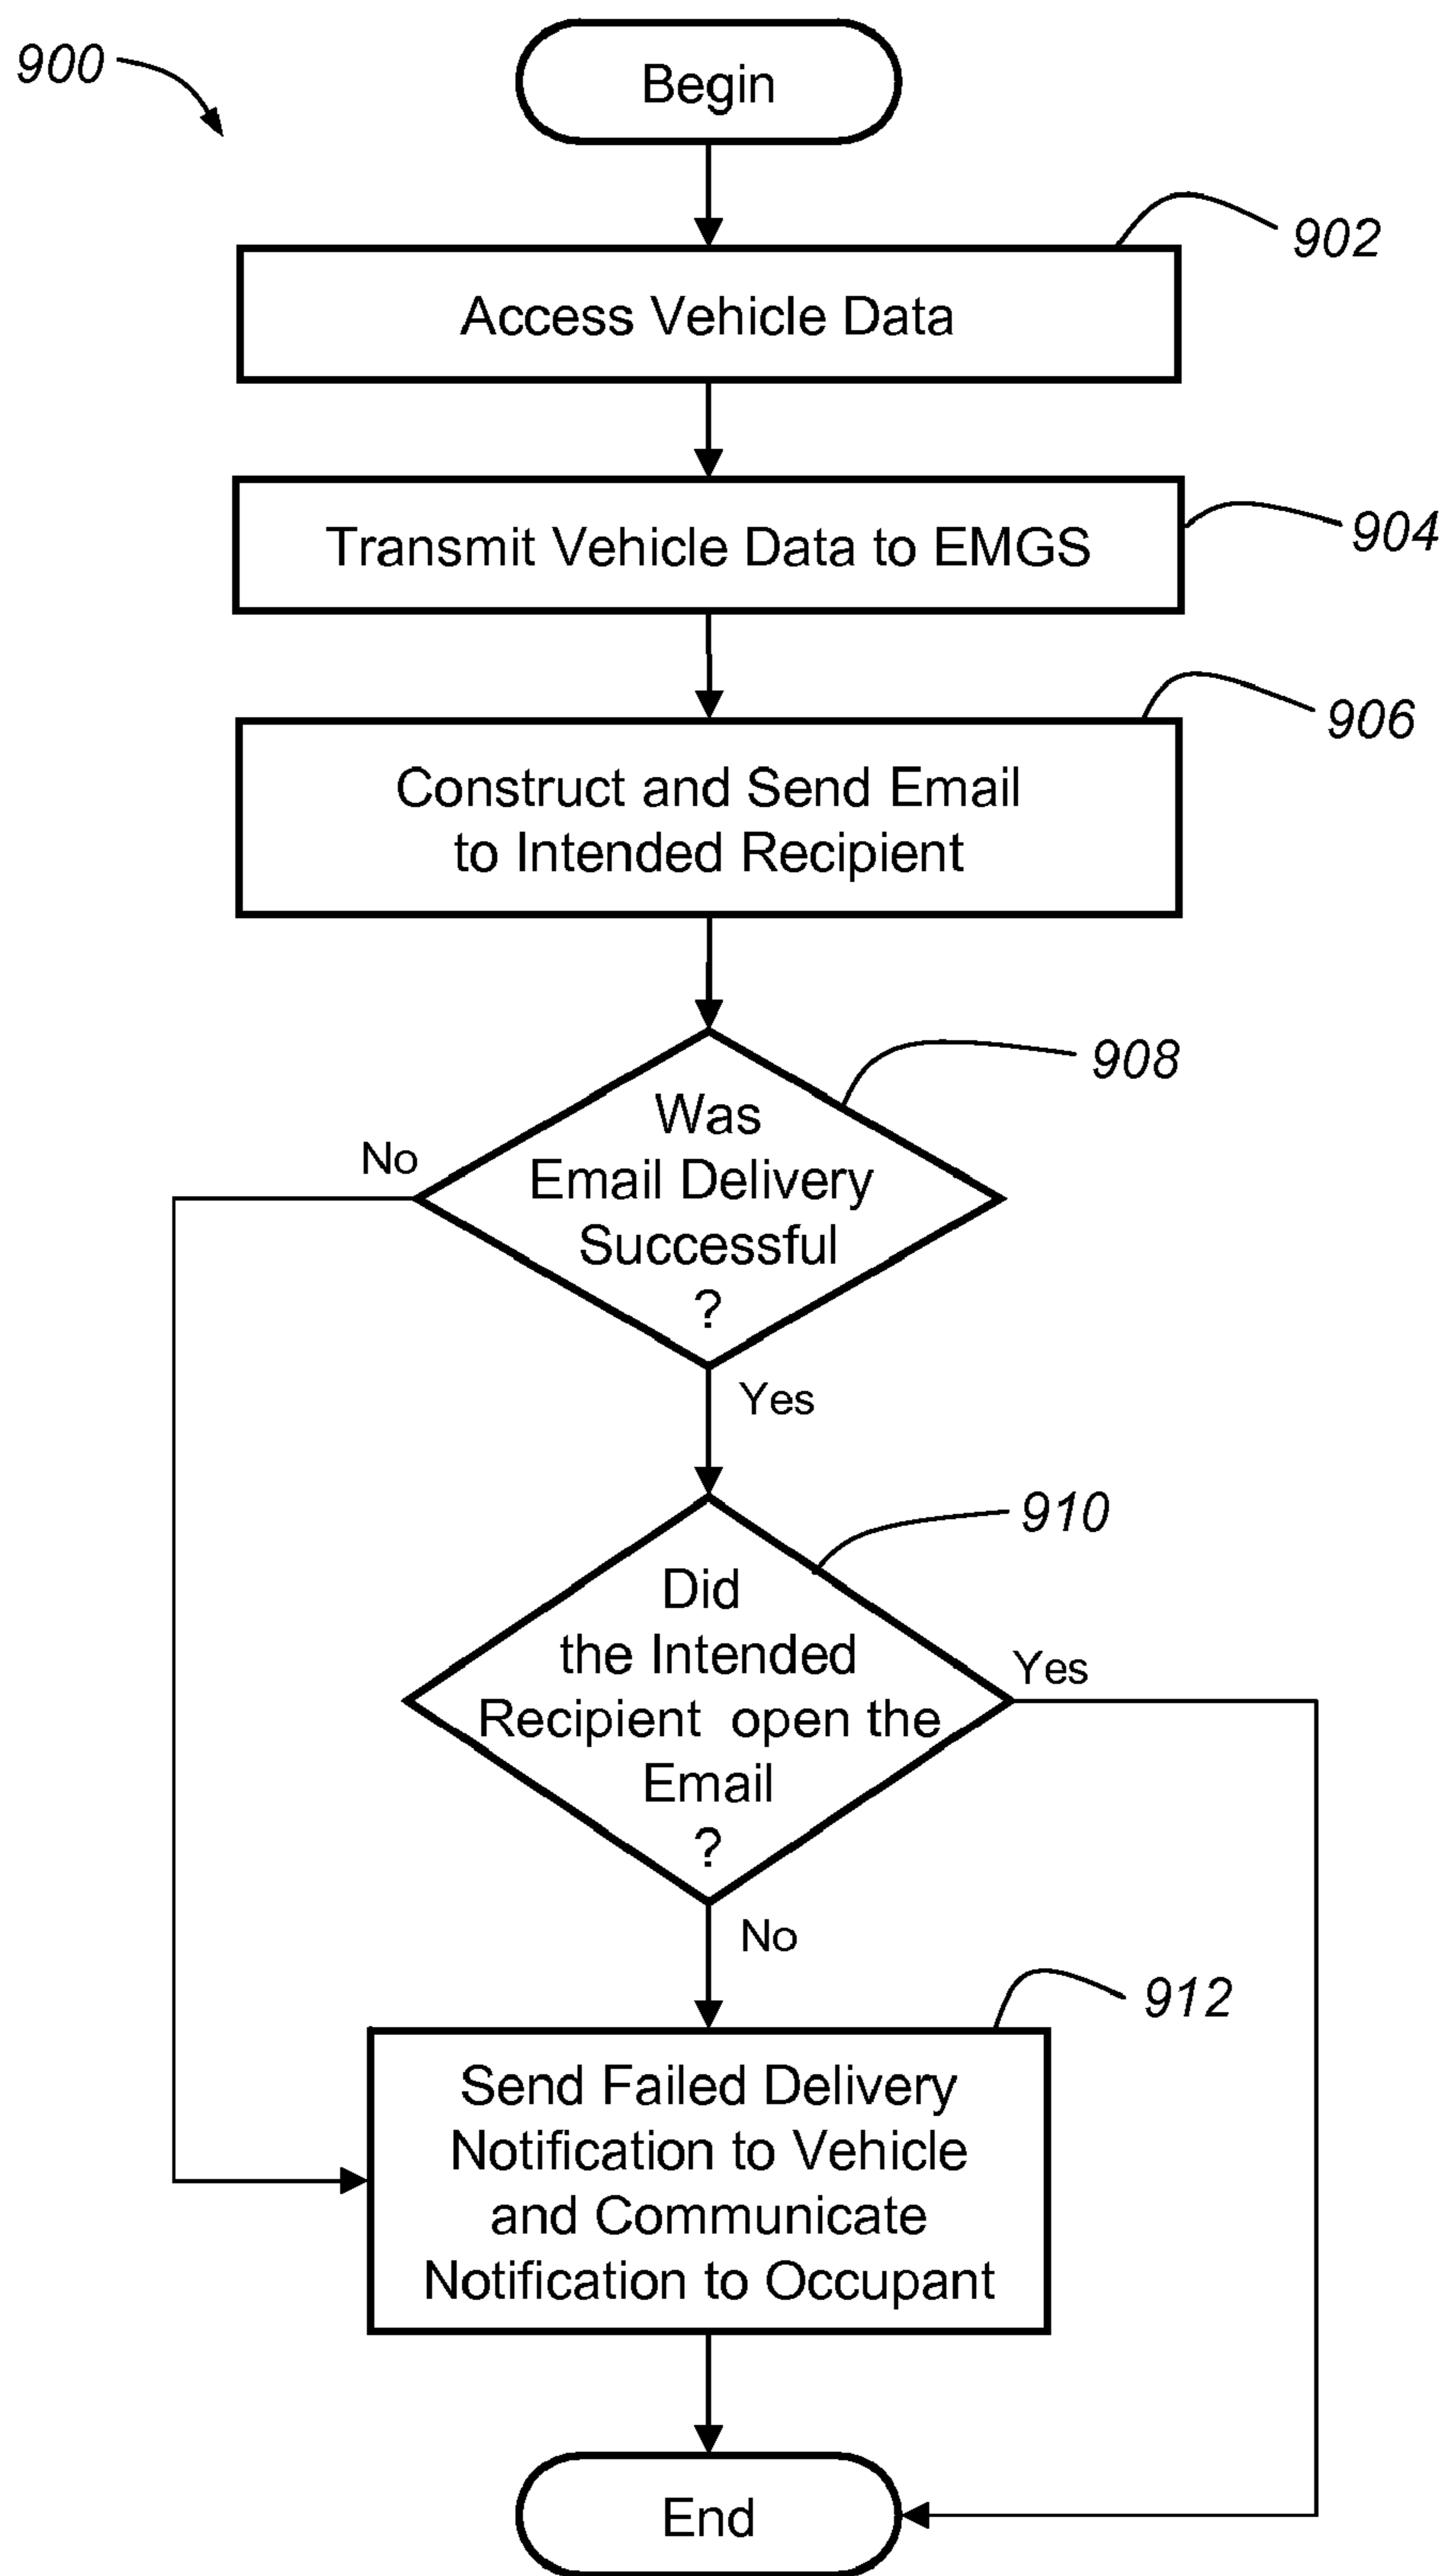 900
Begin
902
Access Vehicle Data
904
Transmit Vehicle Data to EMGS
906
Construct and Send Email
to Intended Recipient
908
Was
Email Delivery
Successful
?
No
Yes
910
Did
the Intended
Recipient open the
Email
?
Yes
No
912
Send Failed Delivery
Notification to Vehicle
and Communicate
Notification to Occupant
End